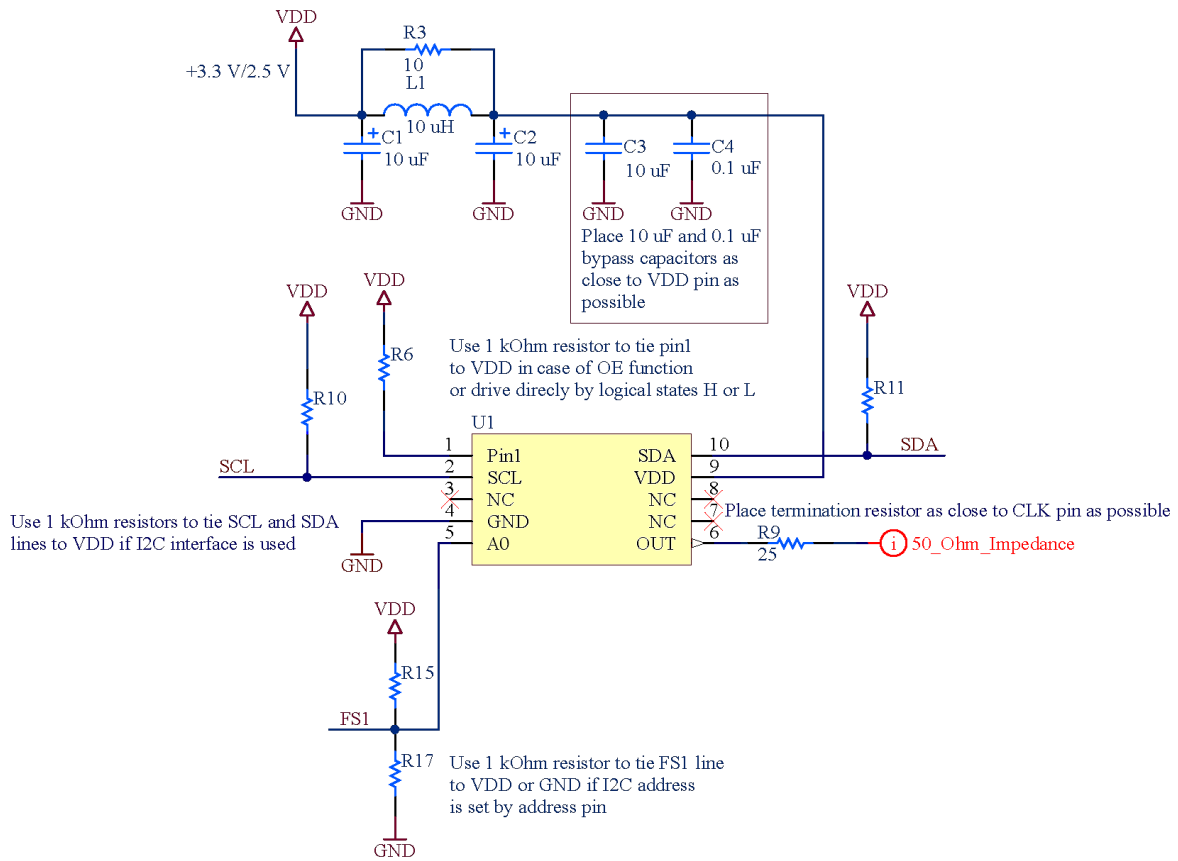 VDD
R3
+3.3 V/2.5 V
10
L1
10 uH
C1
10 uF
C2
10 uF
C3
10 uF
C4
0.1 uF
GND
GND
GND
GND
Place 10 uF and 0.1 uF
bypass capacitors as
close to VDD pin as
possible
VDD
VDD
VDD
R6
R10
R11
Use 1 kOhm resistor to tie pin1
to VDD in case of OE function
or drive direcly by logical states H or L
U1
1
Pin1
2
SCL
3
NC
4
GND
5
A0
SDA
10
VDD
9
NC
8
NC
7
OUT
6
SCL
SDA
Use 1 kOhm resistors to tie SCL and SDA
lines to VDD if I2C interface is used
GND
Place termination resistor as close to CLK pin as possible
R9
25
i
50_Ohm_Impedance
VDD
R15
FS1
R17
GND
Use 1 kOhm resistor to tie FS1 line
to VDD or GND if I2C address
is set by address pin